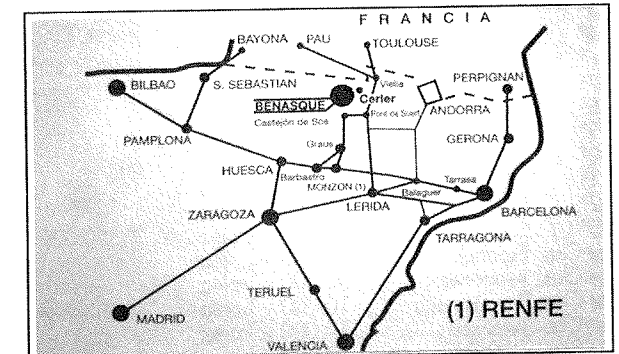 FRANCIA
BAYONA
PAU
TOULOUSE
BILBAO
S. SEBASTIAN
Viella
PERPIGNAN
BENASQUE
Cerler
ANDORRA
Castejón de Sos
Pont de Suert
PAMPLONA
Graus
GERONA
HUESCA
Barbastro
MONZON (1)
Tarrasa
Balaguer
LERIDA
BARCELONA
ZARAGOZA
TARRAGONA
TERUEL
(1) RENFE
MADRID
VALENCIA